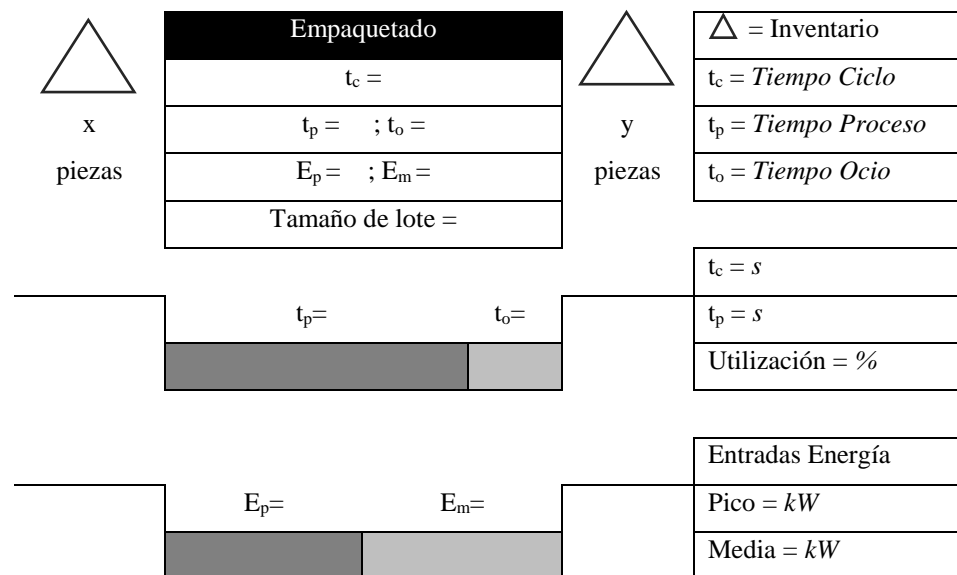 Empaquetado
△ = Inventario
t_c =
t_c = Tiempo Ciclo
x
t_p = ; t_o =
y
t_p = Tiempo Proceso
piezas
E_p = ; E_m =
piezas
t_o = Tiempo Ocio
Tamaño de lote =
t_c = s
t_p= t_o=
t_p = s
Utilización = %
Entradas Energía
E_p= E_m=
Pico = kW
Media = kW